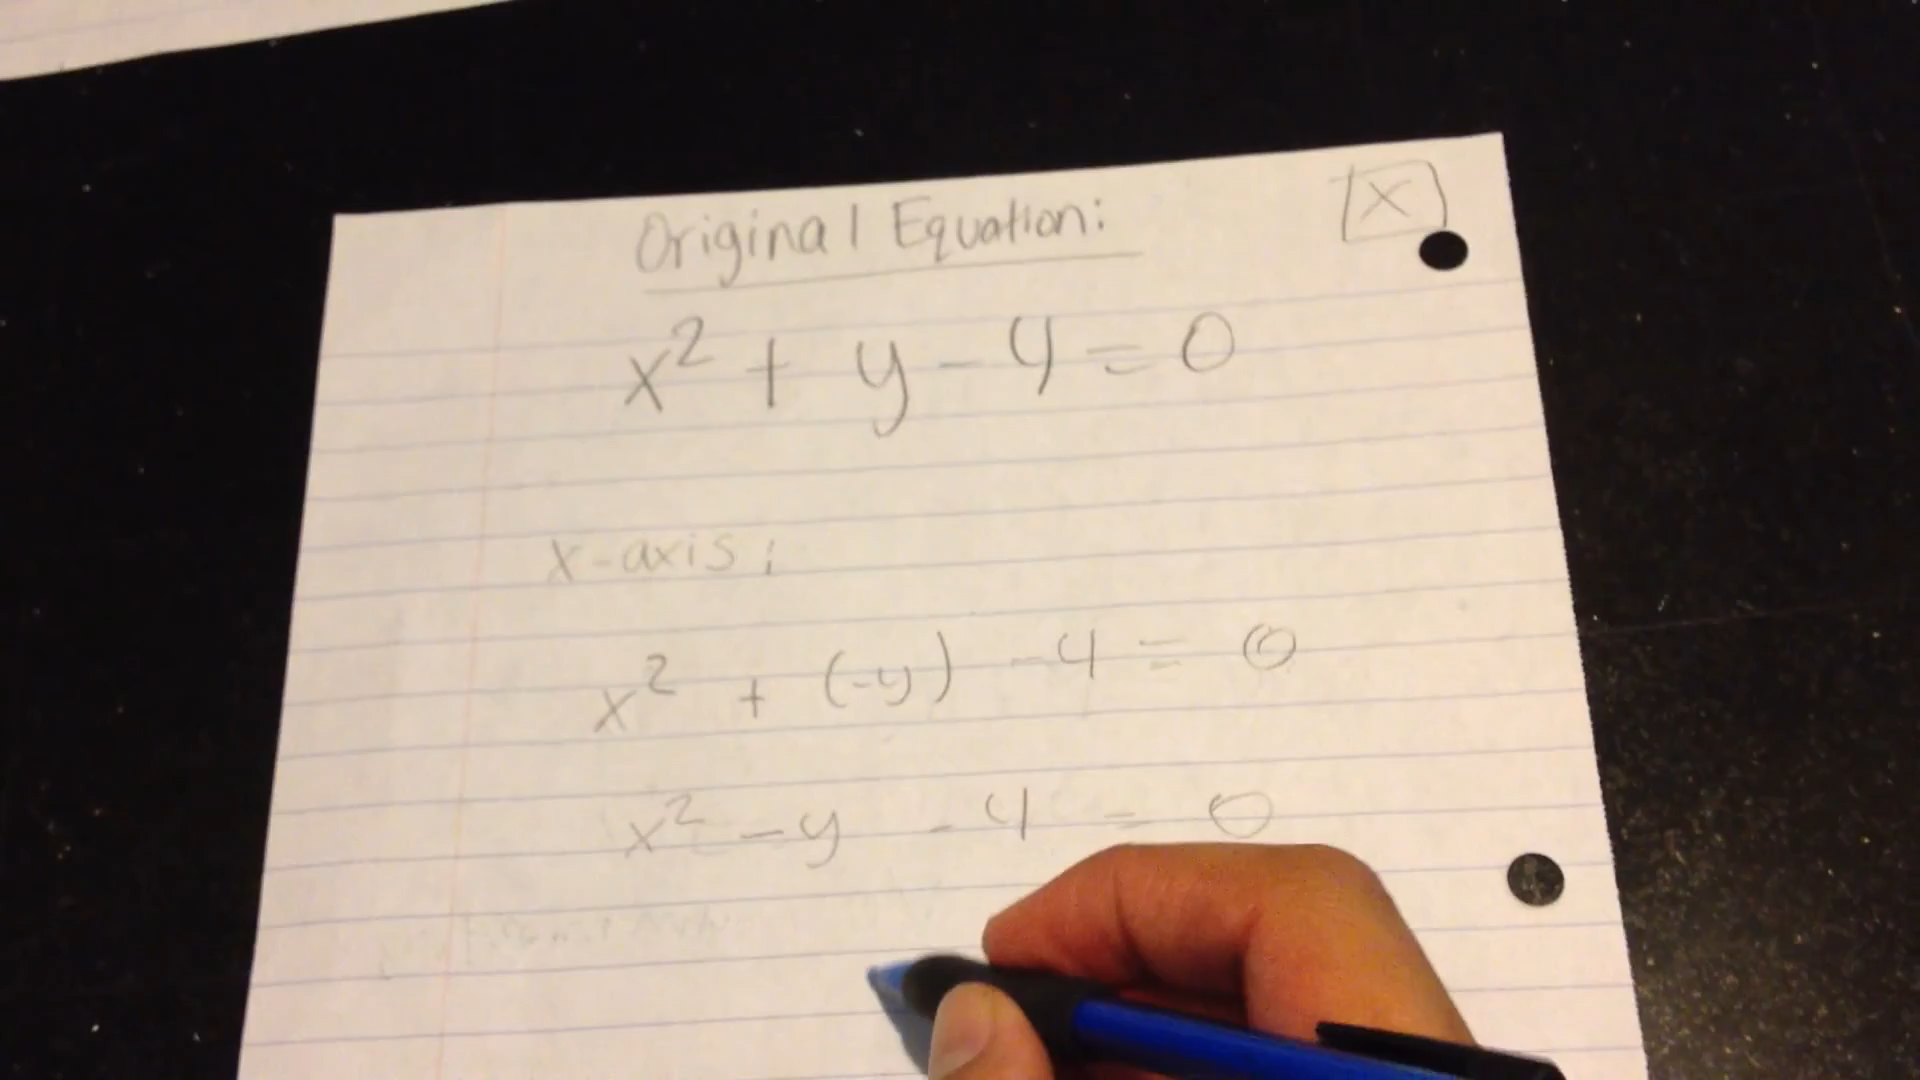 Original Equation:
x
x² + y - 4 = 0
x-axis:
x² + (-y) - 4 = 0
x² - y - 4 = 0